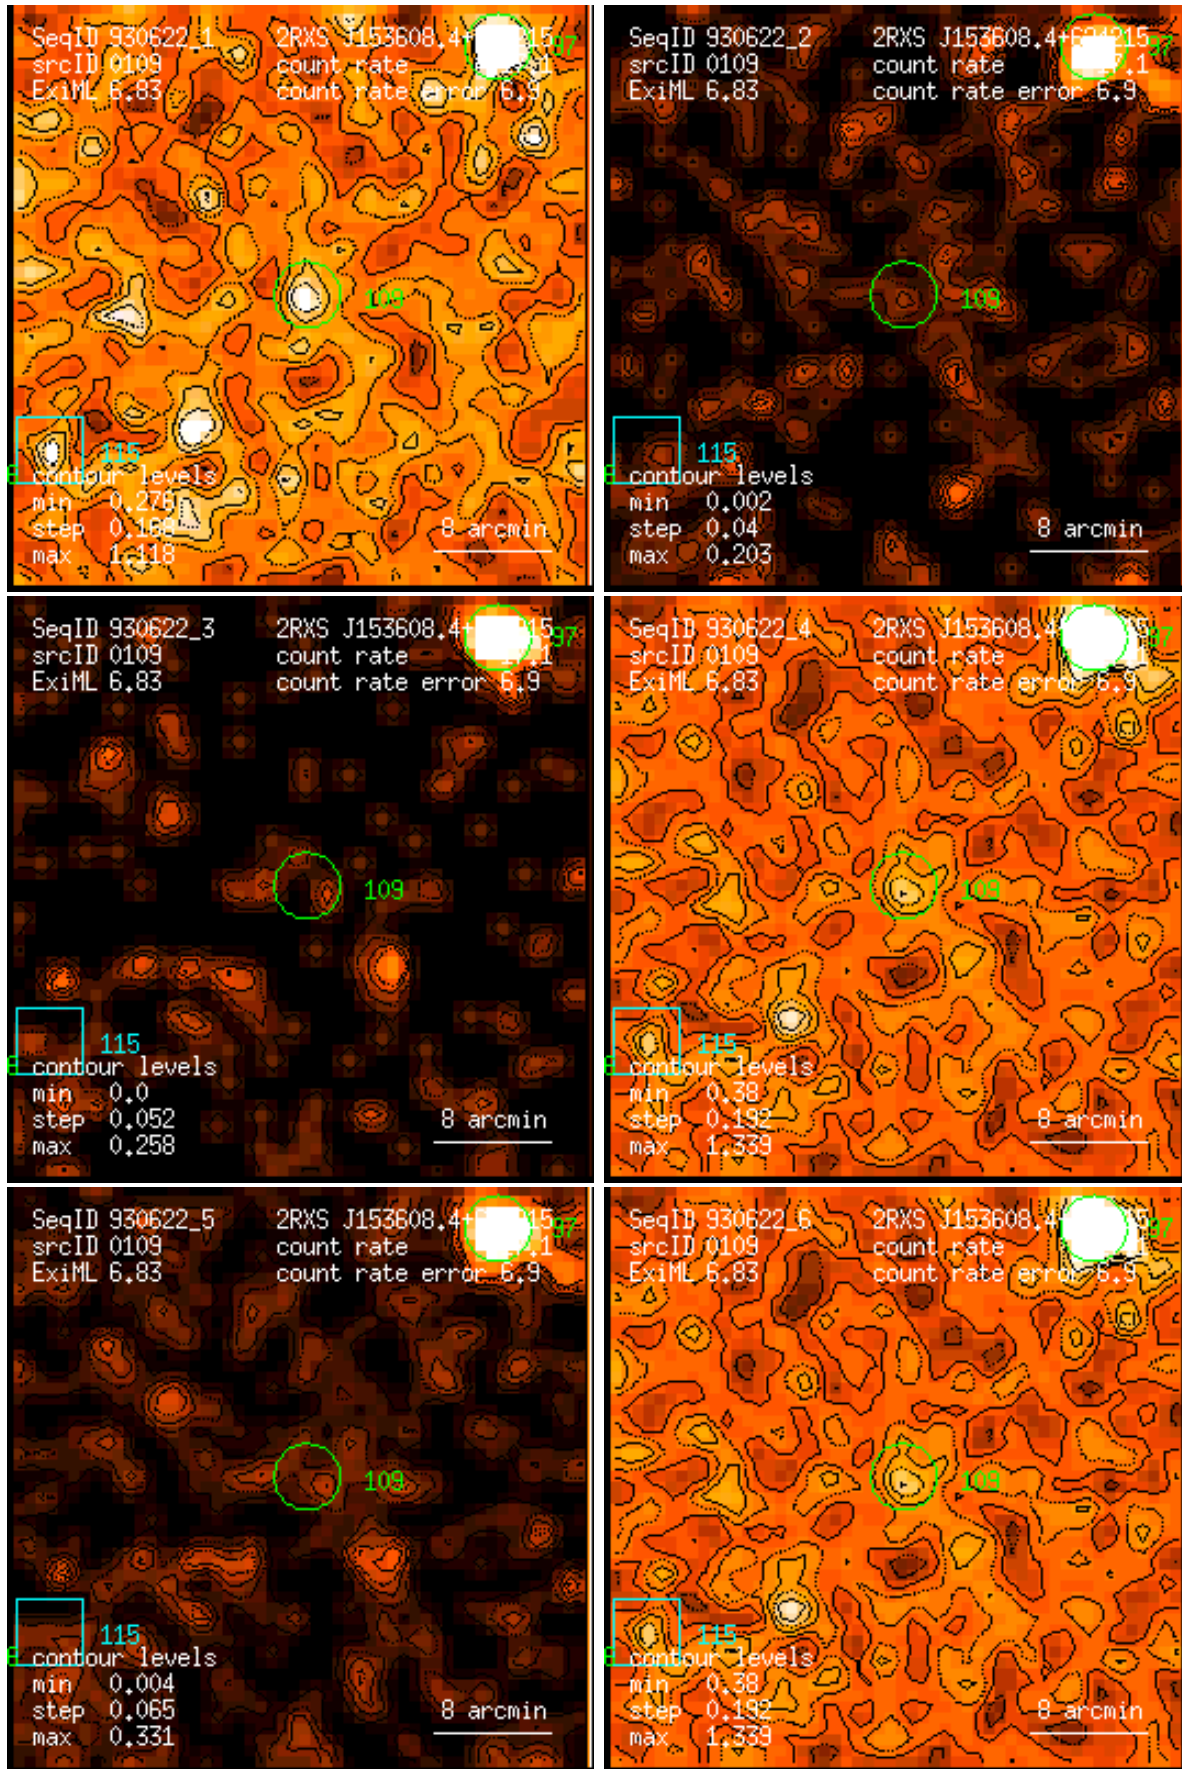 SeqID 930622_1 2RXS J153608.4+
srcID 0109 count rate
ExiML 6.83 count rate error 6.9
97
109
115
contour levels
min 0.276
step 0.168
max 1.118
8 arcmin
SeqID 930622_2 2RXS J153608.4+
srcID 0109 count rate
ExiML 6.83 count rate error 6.9
97
109
115
contour levels
min 0.002
step 0.04
max 0.203
8 arcmin
SeqID 930622_3 2RXS J153608.4+
srcID 0109 count rate
ExiML 6.83 count rate error 6.9
97
109
115
contour levels
min 0.0
step 0.052
max 0.258
8 arcmin
SeqID 930622_4 2RXS J153608.4
srcID 0109 count rate
ExiML 6.83 count rate error 6.9
97
109
115
contour levels
min 0.38
step 0.192
max 1.339
8 arcmin
SeqID 930622_5 2RXS J153608.4+
srcID 0109 count rate
ExiML 6.83 count rate error 6.9
97
109
115
contour levels
min 0.004
step 0.065
max 0.331
8 arcmin
SeqID 930622_6 2RXS J153608.4
srcID 0109 count rate
ExiML 6.83 count rate error 6.9
97
109
115
contour levels
min 0.38
step 0.192
max 1.339
8 arcmin